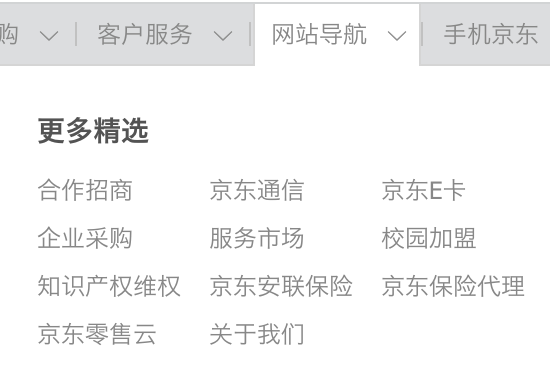 购 客户服务 网站导航 手机京东
更多精选
合作招商 京东通信 京东E卡
企业采购 服务市场 校园加盟
知识产权维权 京东安联保险 京东保险代理
京东零售云 关于我们